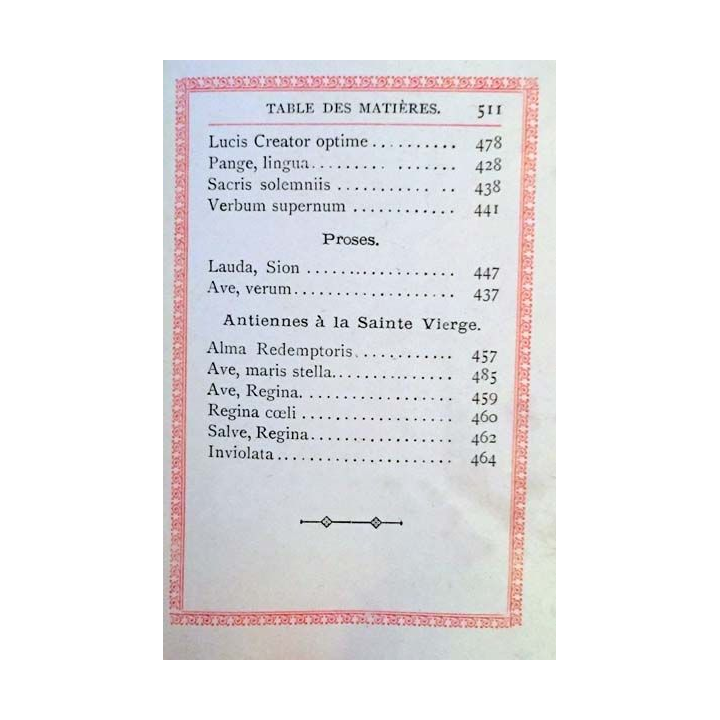 TABLE DES MATIÈRES. 511
Lucis Creator optime .......... 478
Pange, lingua......... ....... 428
Sacris solemniis ........... .. 438
Verbum supernum ............ 441
Proses.
Lauda, Sion .................. 447
Ave, verum.................... 437
Antiennes à la Sainte Vierge.
Alma Redemptoris............ 457
Ave, maris stella............... 485
Ave, Regina................... 459
Regina cœli .................. 460
Salve, Regina................. 462
Inviolata..................... 464